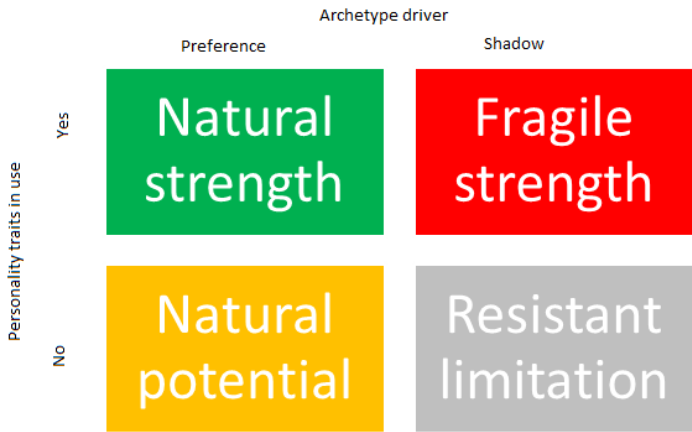 Archetype driver
Preference
Shadow
Personality traits in use
Yes
Natural
strength
Fragile
strength
No
Natural
potential
Resistant
limitation